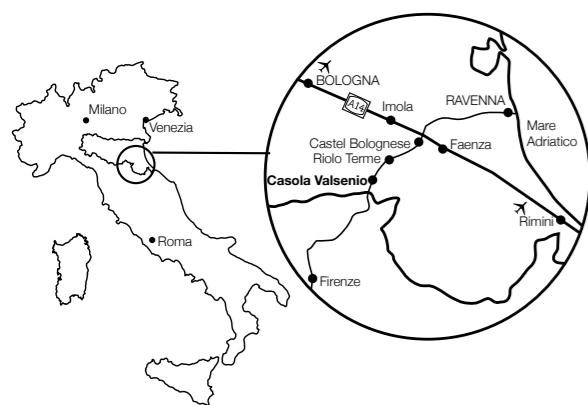 Milano
Venezia
Roma
BOLOGNA
A14
Imola
RAVENNA
Mare
Adriatico
Castel Bolognese
Faenza
Riolo Terme
Casola Valsenio
Rimini
Firenze